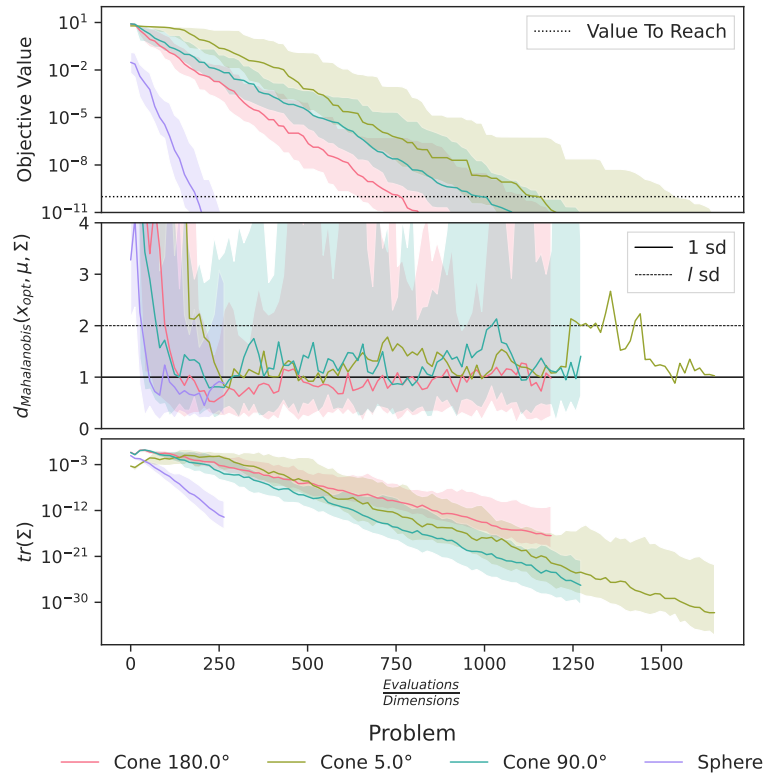 Objective Value
10^1
10^-2
10^-5
10^-8
10^-11
Value To Reach
d_Mahalanobis(x_opt, μ, Σ)
4
3
2
1
0
1 sd
l sd
tr(Σ)
10^-3
10^-12
10^-21
10^-30
0 250 500 750 1000 1250 1500
Evaluations
Dimensions
Problem
Cone 180.0° Cone 5.0° Cone 90.0° Sphere